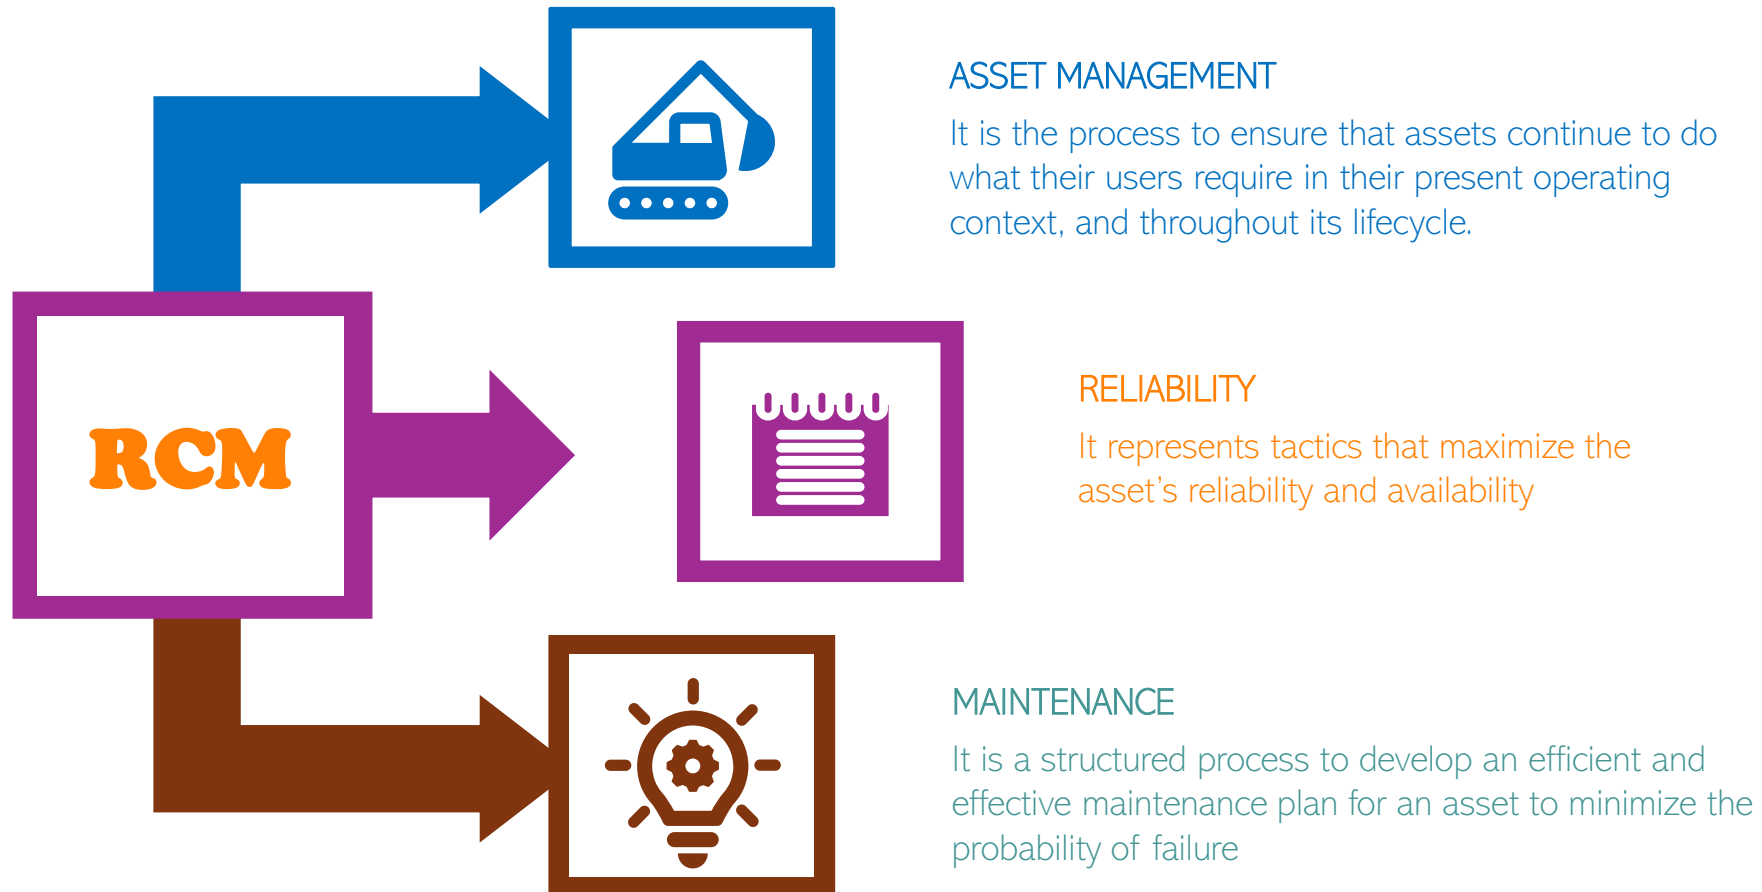 ASSET MANAGEMENT
It is the process to ensure that assets continue to do
what their users require in their present operating
context, and throughout its lifecycle.
RCM
RELIABILITY
It represents tactics that maximize the
asset’s reliability and availability
MAINTENANCE
It is a structured process to develop an efficient and
effective maintenance plan for an asset to minimize the
probability of failure